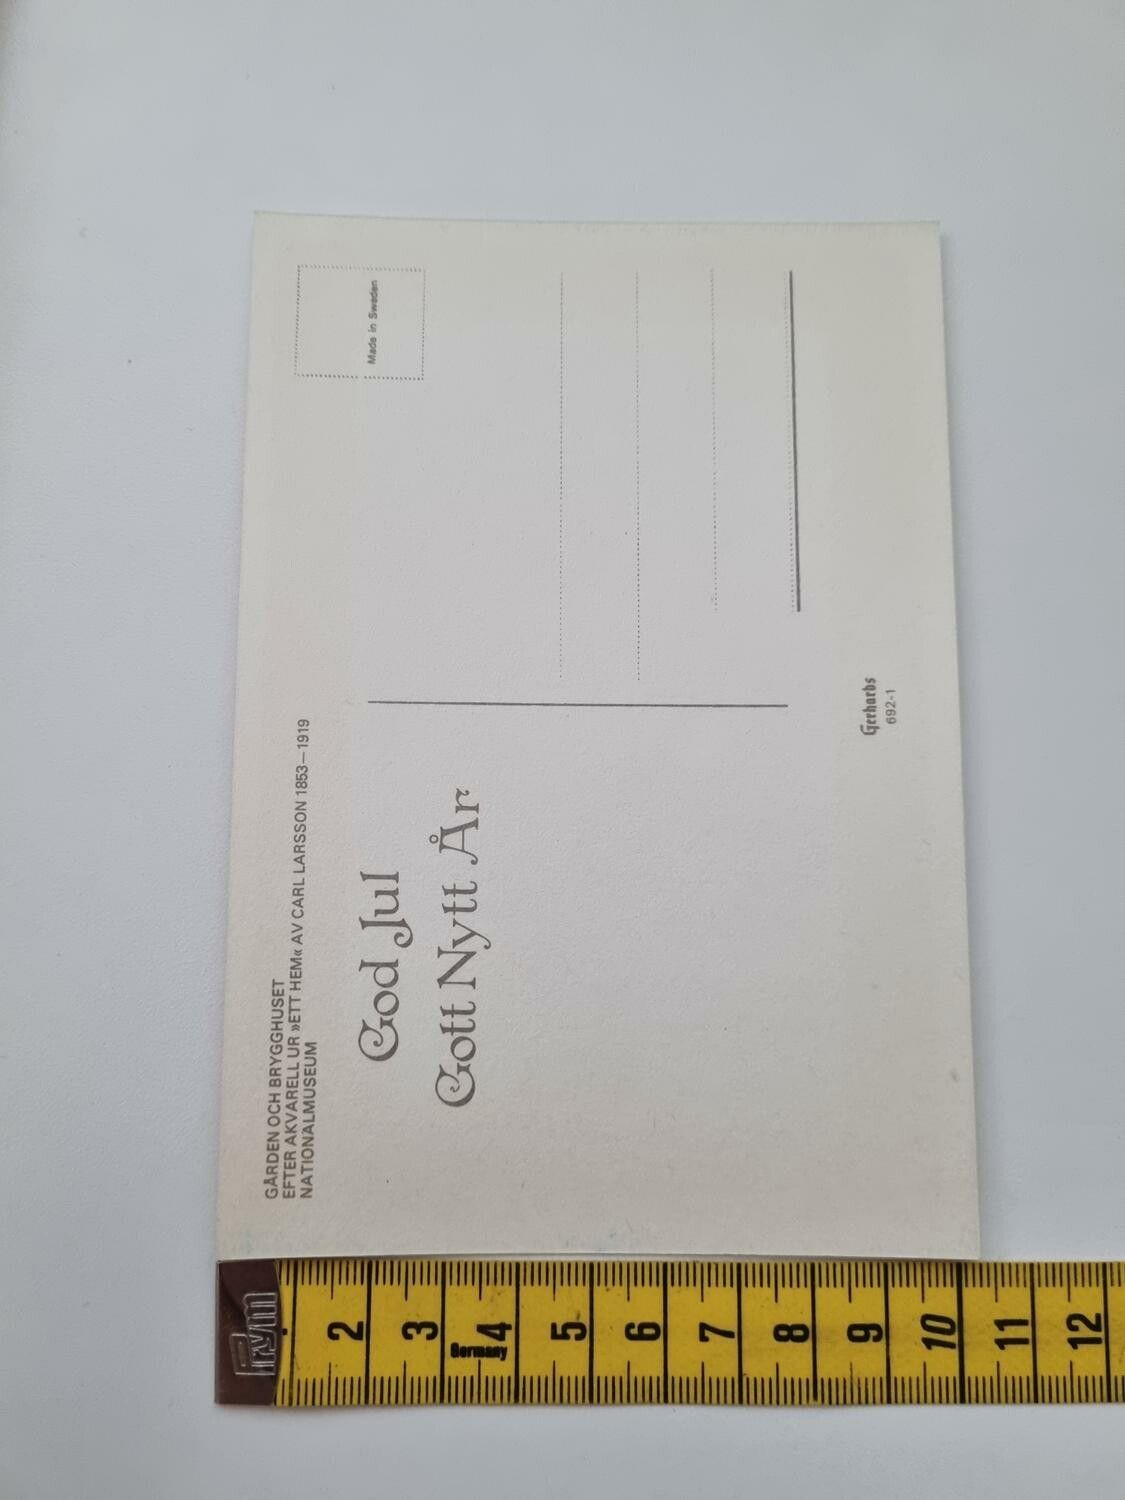 GÅRDEN OCH BRYGGHUSET
EFTER AKVARELL UR »ETT HEM« AV CARL LARSSON 1853–1919
NATIONALMUSEUM
God Jul
Gott Nytt År
Made in Sweden
Gerhards
692-1
Prym
2
3
Germany
4
5
6
7
8
9
10
11
12